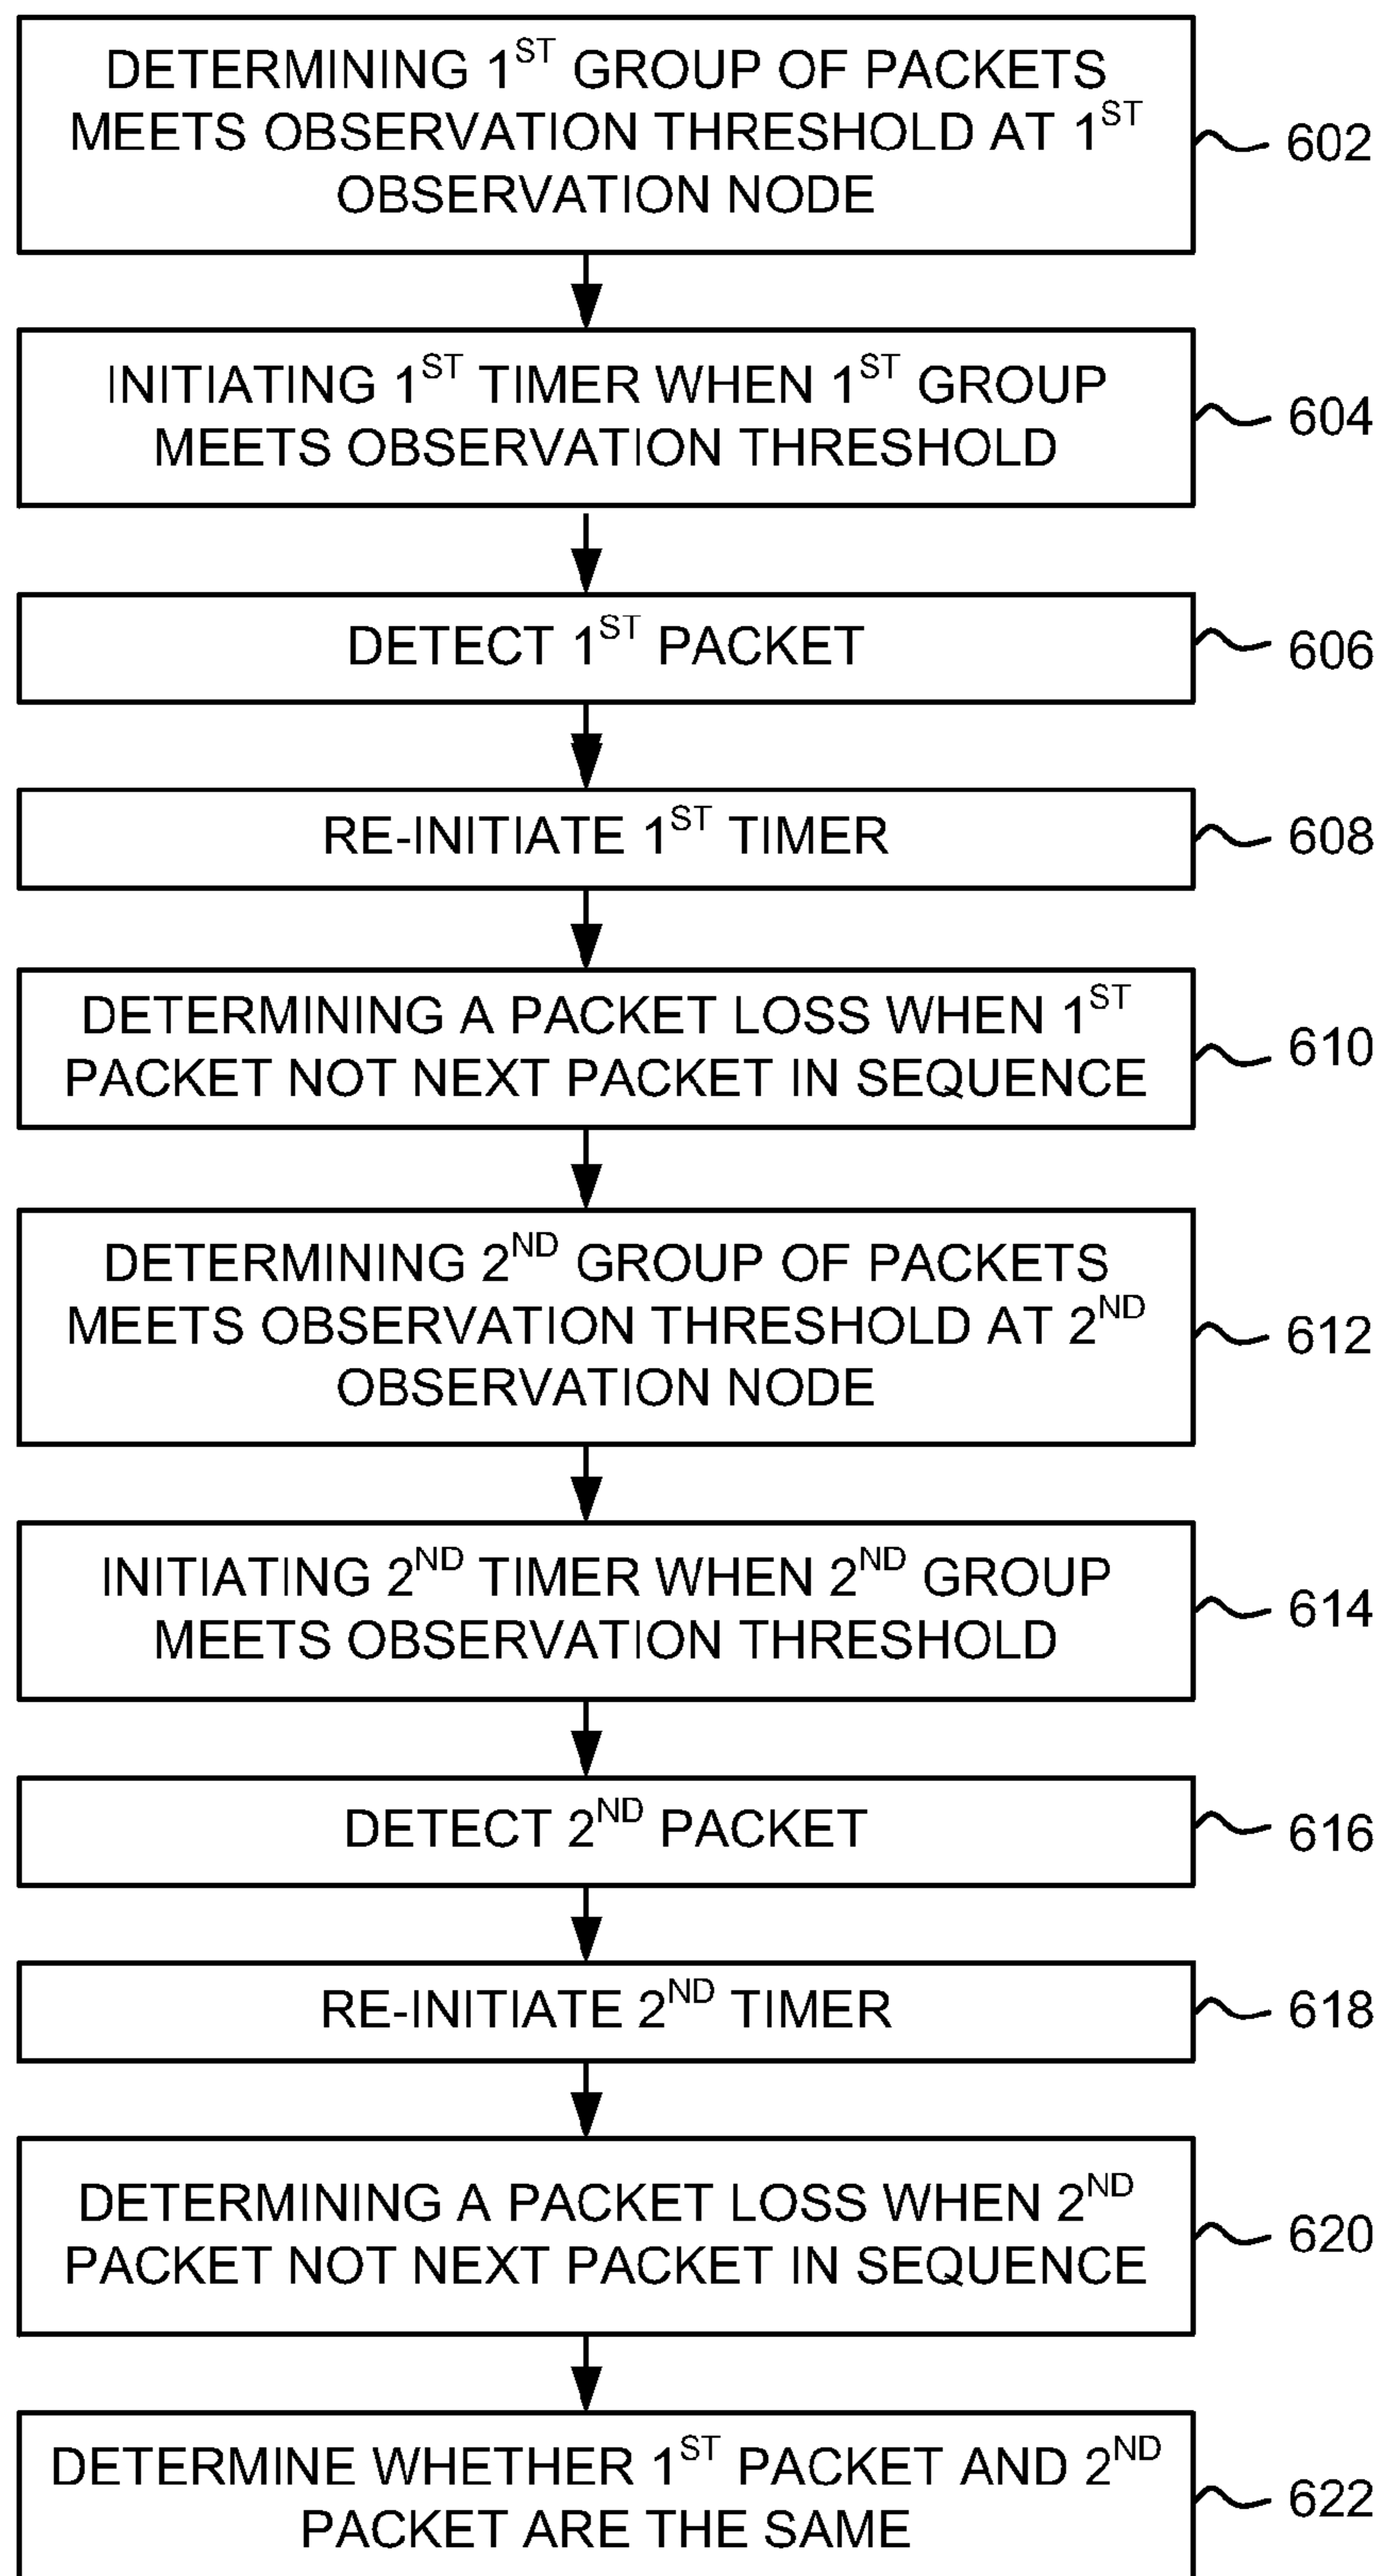 DETERMINING 1ST GROUP OF PACKETS
MEETS OBSERVATION THRESHOLD AT 1ST
OBSERVATION NODE
602
INITIATING 1ST TIMER WHEN 1ST GROUP
MEETS OBSERVATION THRESHOLD
604
DETECT 1ST PACKET
606
RE-INITIATE 1ST TIMER
608
DETERMINING A PACKET LOSS WHEN 1ST
PACKET NOT NEXT PACKET IN SEQUENCE
610
DETERMINING 2ND GROUP OF PACKETS
MEETS OBSERVATION THRESHOLD AT 2ND
OBSERVATION NODE
612
INITIATING 2ND TIMER WHEN 2ND GROUP
MEETS OBSERVATION THRESHOLD
614
DETECT 2ND PACKET
616
RE-INITIATE 2ND TIMER
618
DETERMINING A PACKET LOSS WHEN 2ND
PACKET NOT NEXT PACKET IN SEQUENCE
620
DETERMINE WHETHER 1ST PACKET AND 2ND
PACKET ARE THE SAME
622